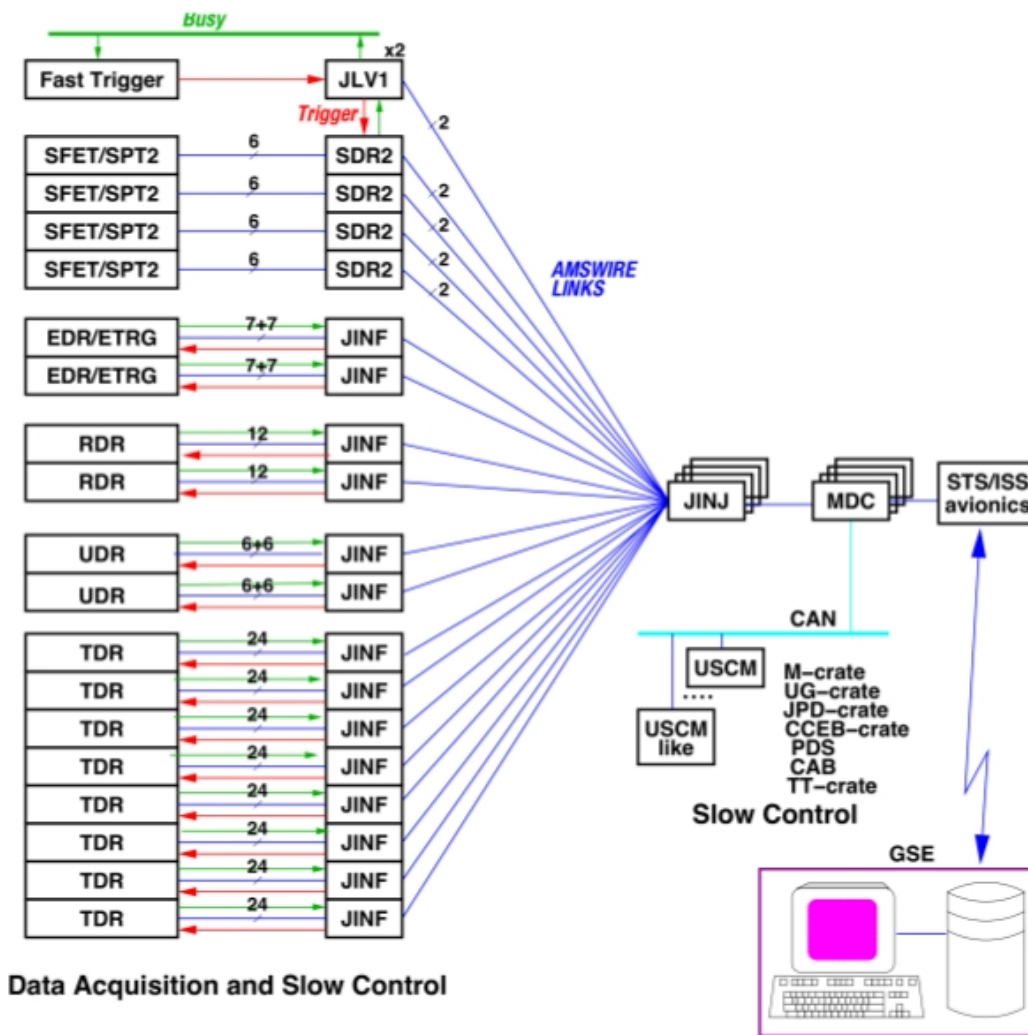 Busy
x2
Fast Trigger
JLV1
Trigger
2
SFET/SPT2
6
SDR2
SFET/SPT2
6
SDR2
2
SFET/SPT2
6
SDR2
2
SFET/SPT2
6
SDR2
2
2
AMSWIRE
LINKS
EDR/ETRG
7+7
JINF
EDR/ETRG
7+7
JINF
RDR
12
JINF
RDR
12
JINF
JINJ
MDC
STS/ISS
avionics
UDR
6+6
JINF
UDR
6+6
JINF
CAN
TDR
24
JINF
TDR
24
JINF
TDR
24
JINF
TDR
24
JINF
TDR
24
JINF
TDR
24
JINF
TDR
24
JINF
TDR
24
JINF
USCM
....
USCM
like
M-crate
UG-crate
JPD-crate
CCEB-crate
PDS
CAB
TT-crate
Slow Control
GSE
Data Acquisition and Slow Control